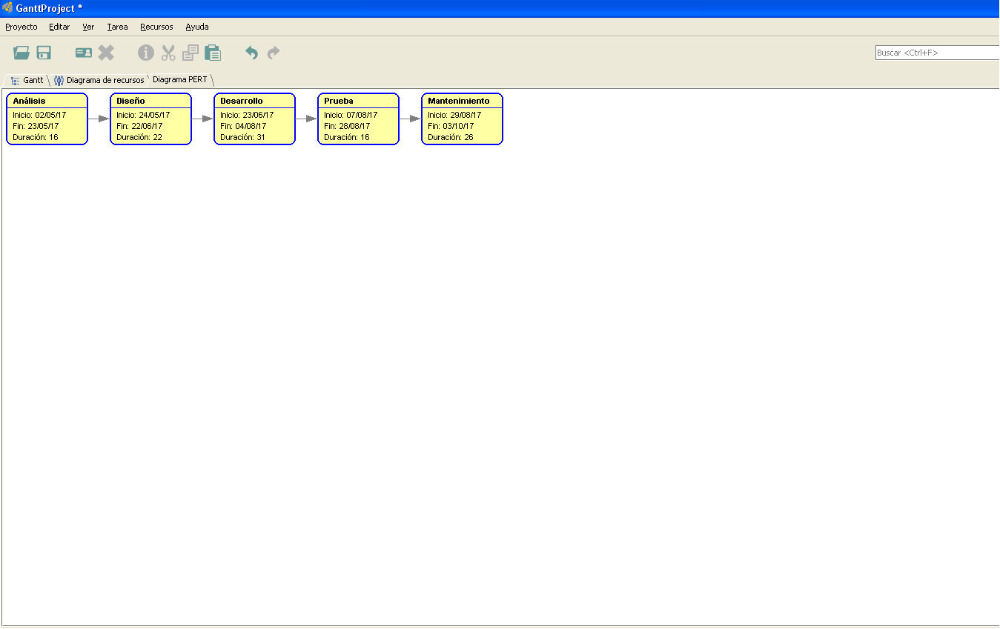 GanttProject *
Proyecto Editar Ver Tarea Recursos Ayuda
Buscar <Ctrl+F>
Gantt Diagrama de recursos Diagrama PERT
Análisis
Inicio: 02/05/17
Fin: 23/05/17
Duración: 16
Diseño
Inicio: 24/05/17
Fin: 22/06/17
Duración: 22
Desarrollo
Inicio: 23/06/17
Fin: 04/08/17
Duración: 31
Prueba
Inicio: 07/08/17
Fin: 28/08/17
Duración: 16
Mantenimiento
Inicio: 29/08/17
Fin: 03/10/17
Duración: 26